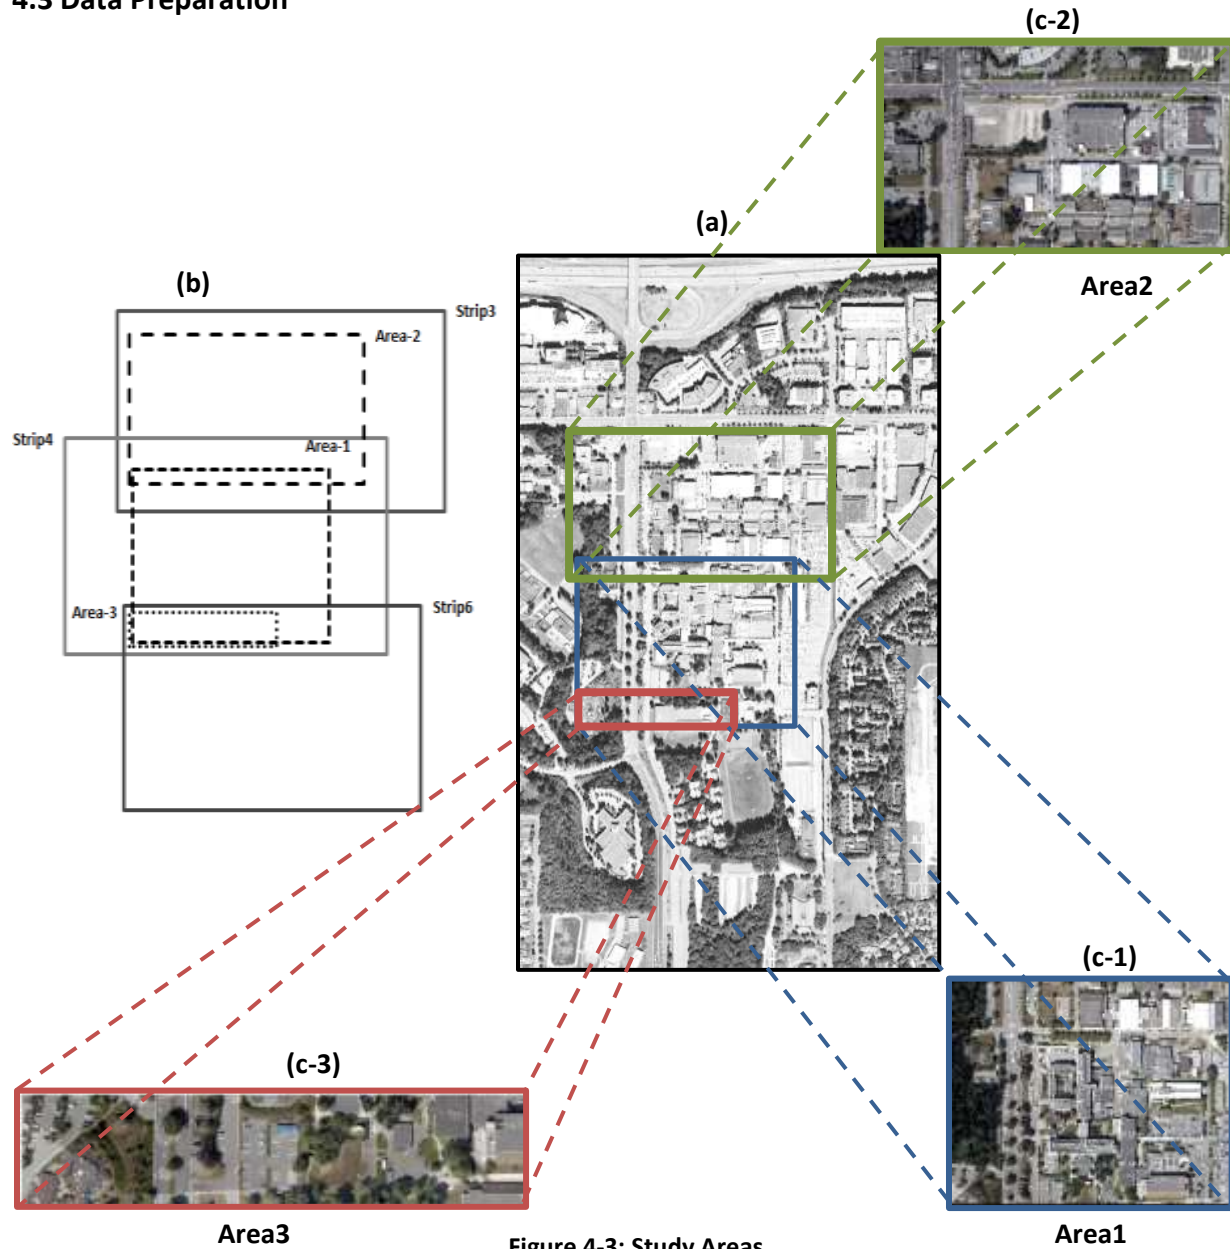 4.3 Data Preparation
(c-2)
(a)
Area2
(b)
Strip3
Area-2
Strip4
Area-1
Area-3
Strip6
(c-1)
(c-3)
Area3
Area1
Figure 4-3: Study Areas